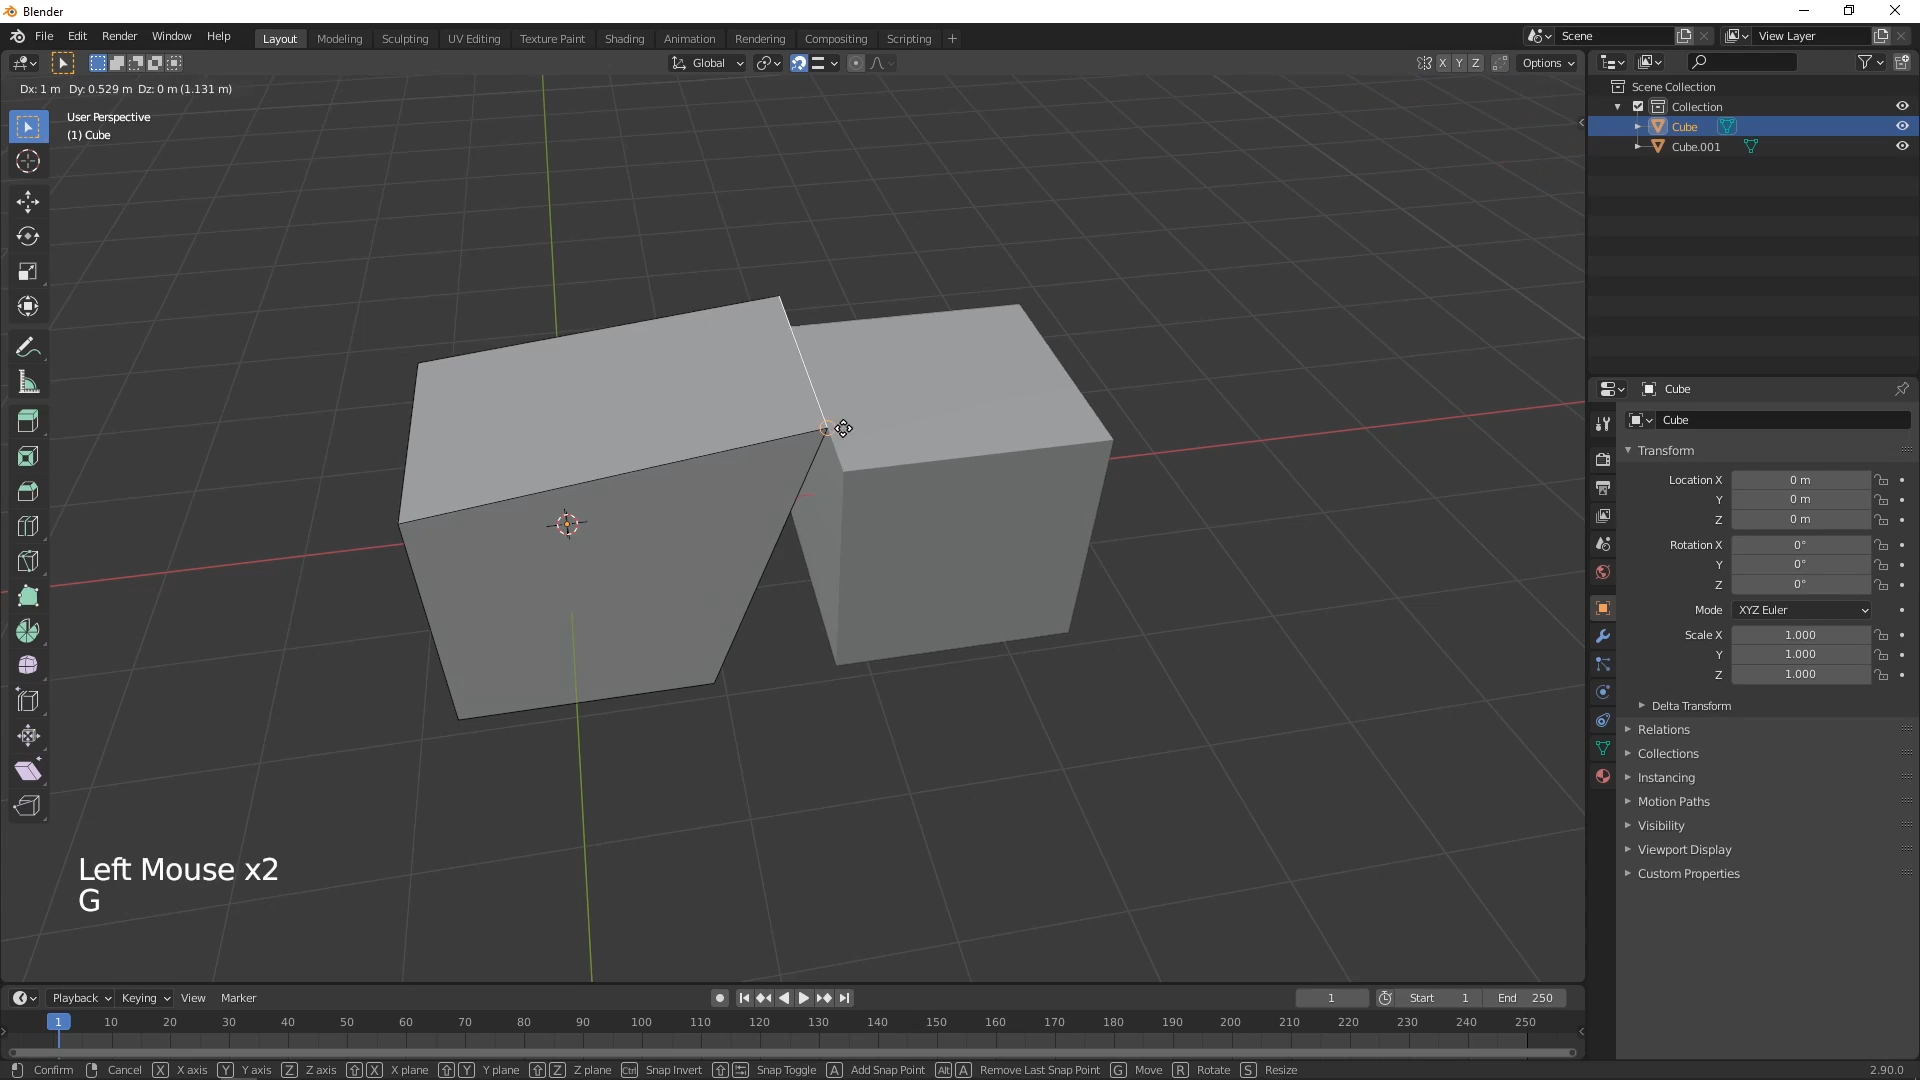 Blender
File Edit Render Window Help Layout Modeling Sculpting UV Editing Texture Paint Shading Animation Rendering Compositing Scripting + Scene View Layer
Global X Y Z Options
Dx: 1 m Dy: 0.529 m Dz: 0 m (1.131 m)
User Perspective
(1) Cube
Scene Collection
Collection
Cube
Cube.001
Cube
Cube
Transform
Location X 0 m
Y 0 m
Z 0 m
Rotation X 0°
Y 0°
Z 0°
Mode XYZ Euler
Scale X 1.000
Y 1.000
Z 1.000
Delta Transform
Relations
Collections
Instancing
Motion Paths
Visibility
Viewport Display
Custom Properties
Left Mouse x2
G
Playback Keying View Marker 1 Start 1 End 250
1 10 20 30 40 50 60 70 80 90 100 110 120 130 140 150 160 170 180 190 200 210 220 230 240 250
Confirm Cancel X X axis Y Y axis Z Z axis X X plane Y Y plane Z Z plane Ctrl Snap Invert Snap Toggle A Add Snap Point Alt A Remove Last Snap Point G Move R Rotate S Resize 2.90.0